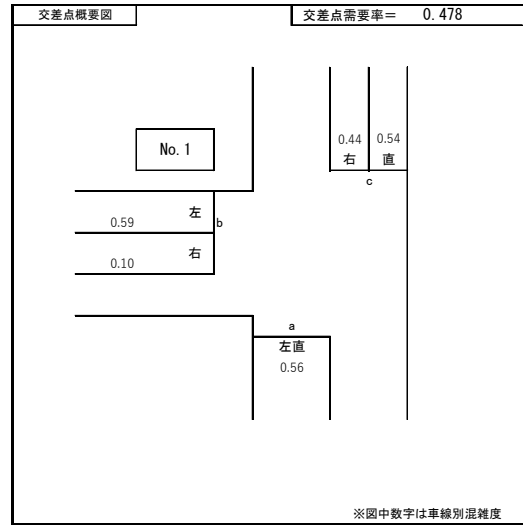 交差点概要図
交差点需要率＝ 0.478
No. 1
0.44 0.54
右 直
c
左
0.59
b
右
0.10
a
左直
0.56
※図中数字は車線別混雑度